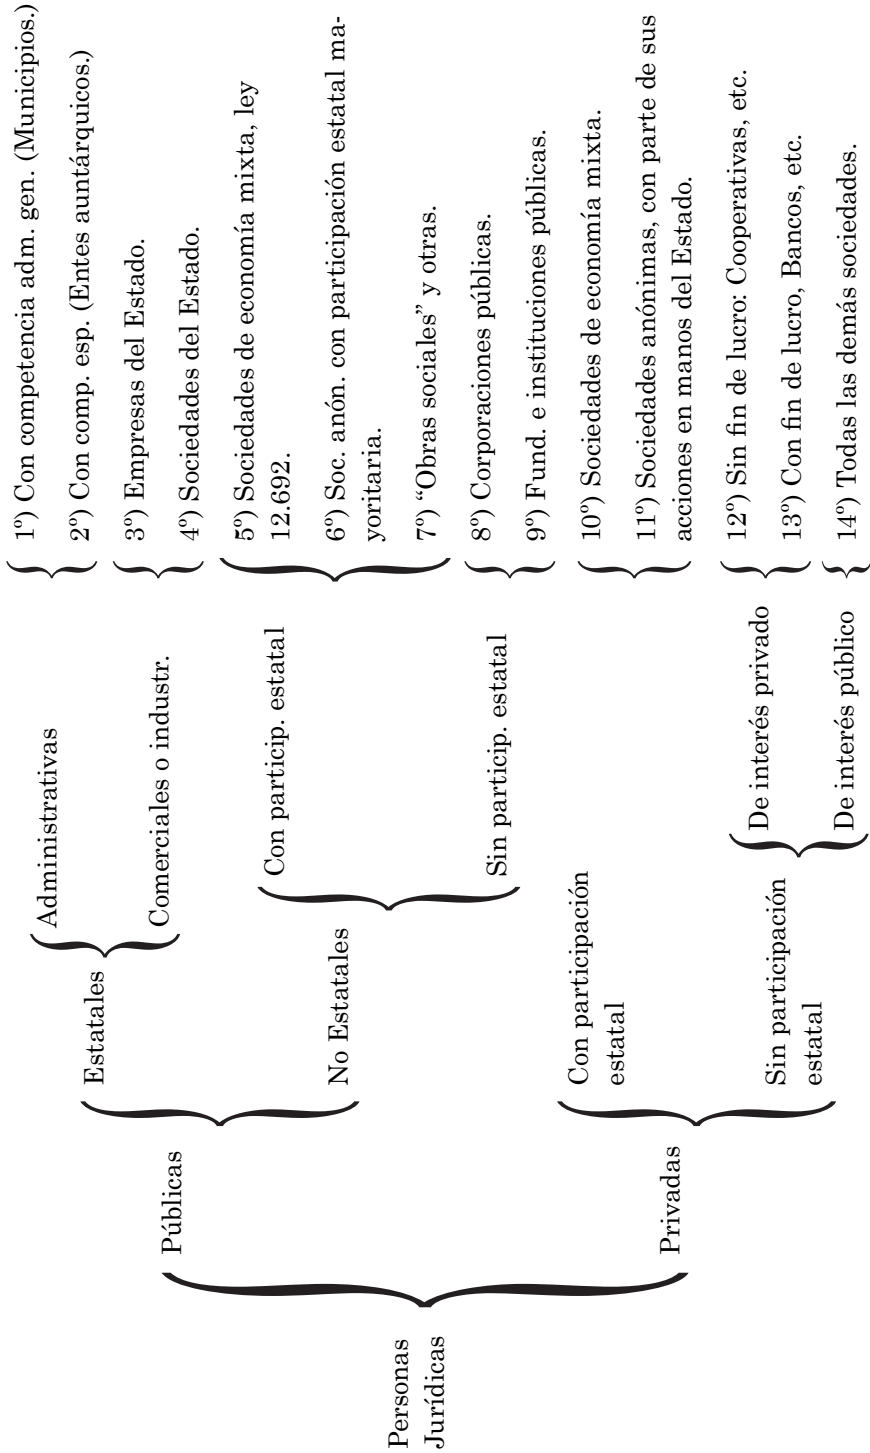 Personas
Jurídicas
Públicas
Estatales
Administrativas
1º) Con competencia adm. gen. (Municipios.)
2º) Con comp. esp. (Entes auntárquicos.)
Comerciales o industr.
3º) Empresas del Estado.
4º) Sociedades del Estado.
No Estatales
Con particip. estatal
5º) Sociedades de economía mixta, ley
12.692.
6º) Soc. anón. con participación estatal ma-
yoritaria.
7º) “Obras sociales” y otras.
Sin particip. estatal
8º) Corporaciones públicas.
9º) Fund. e instituciones públicas.
Privadas
Con participación
estatal
10º) Sociedades de economía mixta.
11º) Sociedades anónimas, con parte de sus
acciones en manos del Estado.
Sin participación
estatal
De interés privado
12º) Sin fin de lucro: Cooperativas, etc.
13º) Con fin de lucro, Bancos, etc.
De interés público
14º) Todas las demás sociedades.